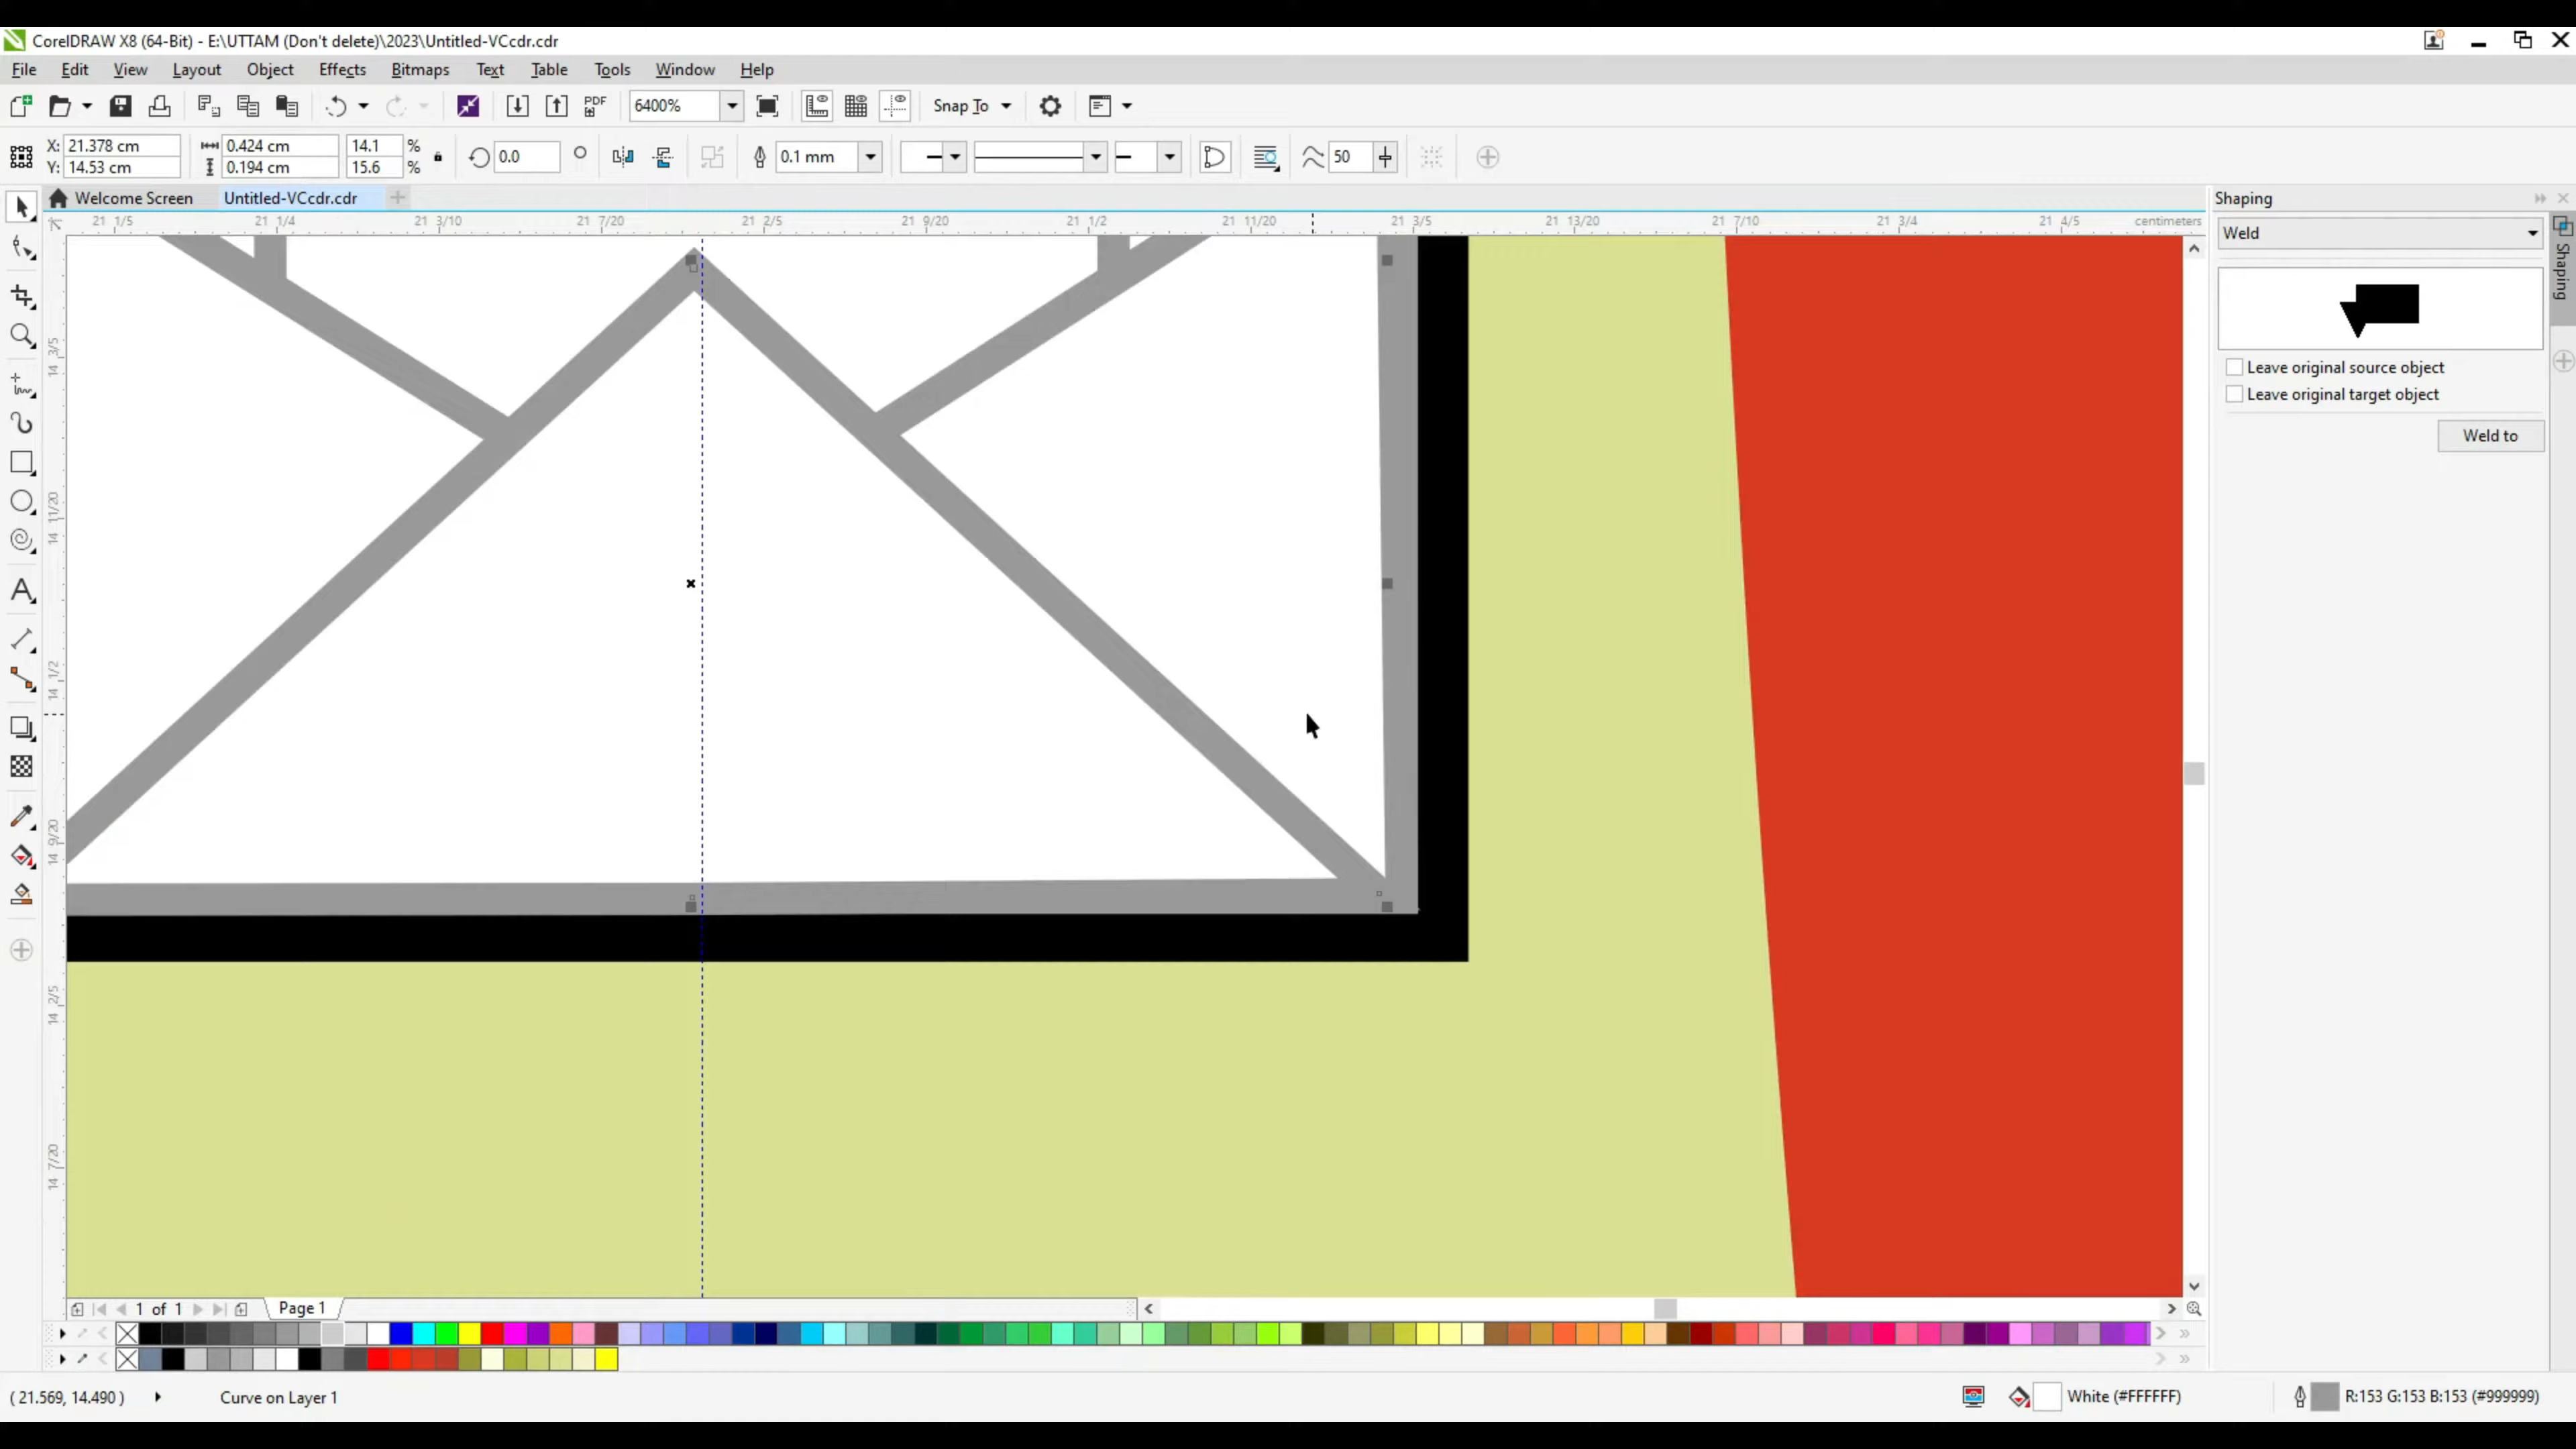 CorelDRAW X8 (64-Bit) - E:\UTTAM (Don't delete)\2023\Untitled-VCcdr.cdr
File Edit View Layout Object Effects Bitmaps Text Table Tools Window Help
PDF 6400% Snap To
X: 21.378 cm 0.424 cm 14.1 % 0.0 0.1 mm 50
Y: 14.53 cm 0.194 cm 15.6 %
Welcome Screen Untitled-VCcdr.cdr
Shaping
21 1/5 21 1/4 21 3/10 21 7/20 21 2/5 21 9/20 21 1/2 21 11/20 21 3/5 21 13/20 21 7/10 21 3/4 21 4/5 centimeters
Weld
Shaping
Leave original source object
Leave original target object
Weld to
14 3/5
14 11/20
14 1/2
14 9/20
14 2/5
14 7/20
1 of 1 Page 1
( 21.569, 14.490 ) Curve on Layer 1 White (#FFFFFF) R:153 G:153 B:153 (#999999)